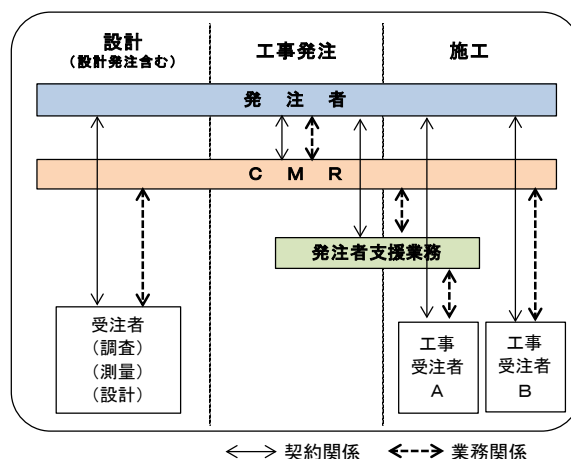 設計
（設計発注含む）
工事発注
施工
発 注 者
Ｃ Ｍ Ｒ
発注者支援業務
受注者
（調査）
（測量）
（設計）
工事
受注者
Ａ
工事
受注者
Ｂ
契約関係
業務関係